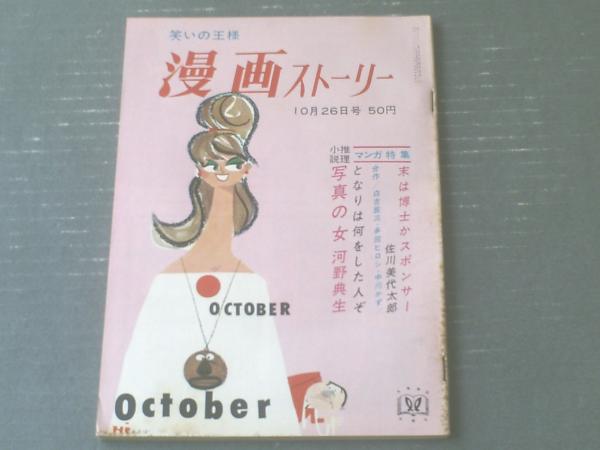 笑いの王様
漫画ストーリー
10月26日号 50円
マンガ特集
末は博士かスポンサー
佐川美代太郎
となりは何をした人ぞ
推理小説
写真の女 河野典生
OCTOBER
October